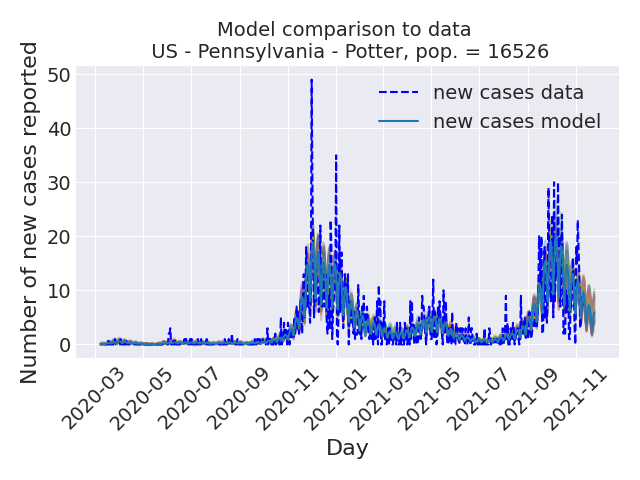 Model comparison to data
US - Pennsylvania - Potter, pop. = 16526
Number of new cases reported
50
40
30
20
10
0
new cases data
new cases model
2020-03
2020-05
2020-07
2020-09
2020-11
2021-01
2021-03
2021-05
2021-07
2021-09
2021-11
Day